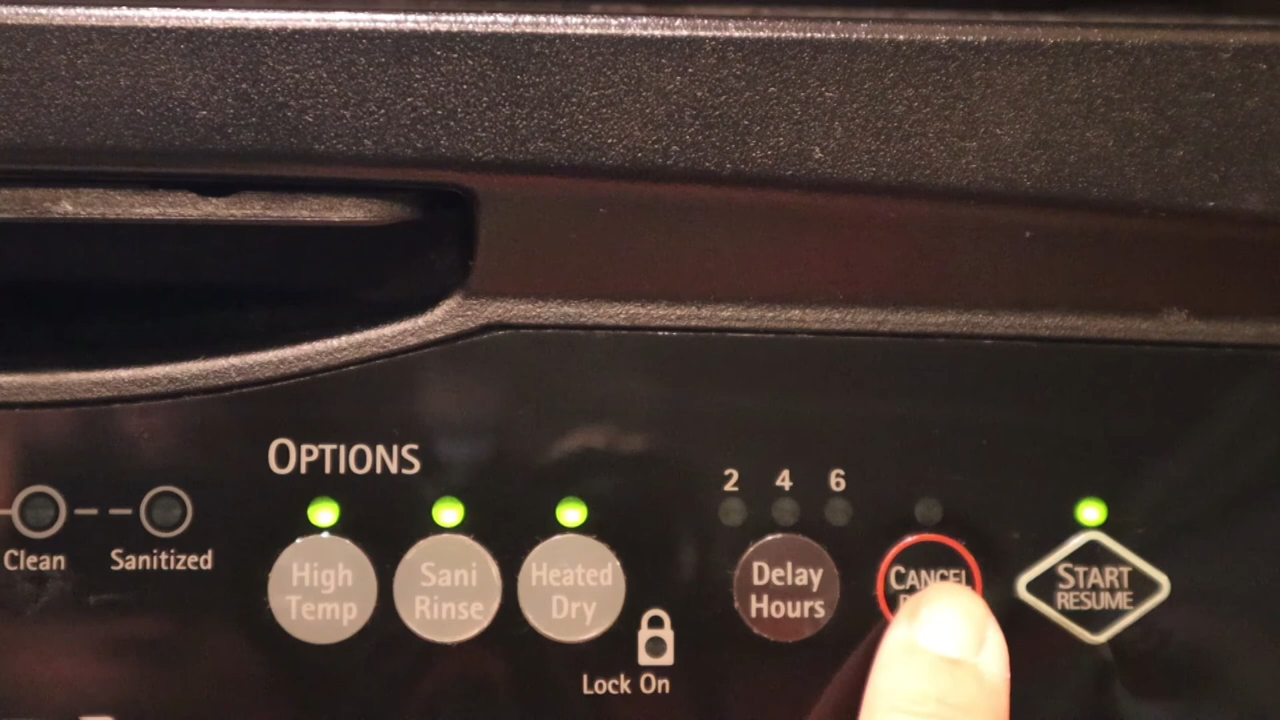 OPTIONS
2 4 6
Clean
Sanitized
High
Temp
Sani
Rinse
Heated
Dry
Lock On
Delay
Hours
CANCEL
START
RESUME